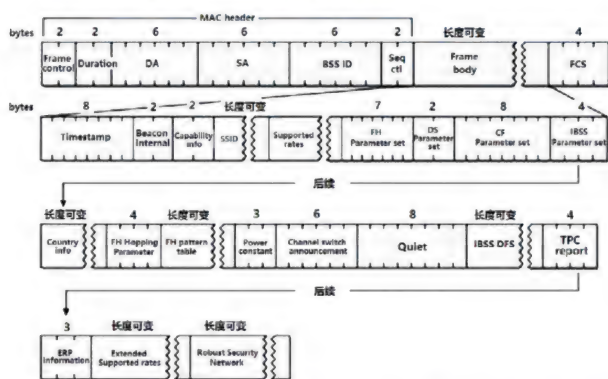 MAC header
bytes 2 2 6 6 6 2 长度可变 4
Frame control Duration DA SA BSS ID Seq ctl Frame body FCS
bytes 8 2 2 长度可变 7 2 8 4
Timestamp Beacon Internal Capability info SSID Supported rates FH Parameter set DS Parameter set CF Parameter set IBSS Parameter set
后续
长度可变 4 长度可变 3 6 8 长度可变 4
Country info FH Hopping Parameter FH pattern table Power constant Channel switch announcement Quiet IBSS DFS TPC report
后续
3 长度可变 长度可变
ERP Information Extended Supported rates Robust Security Network